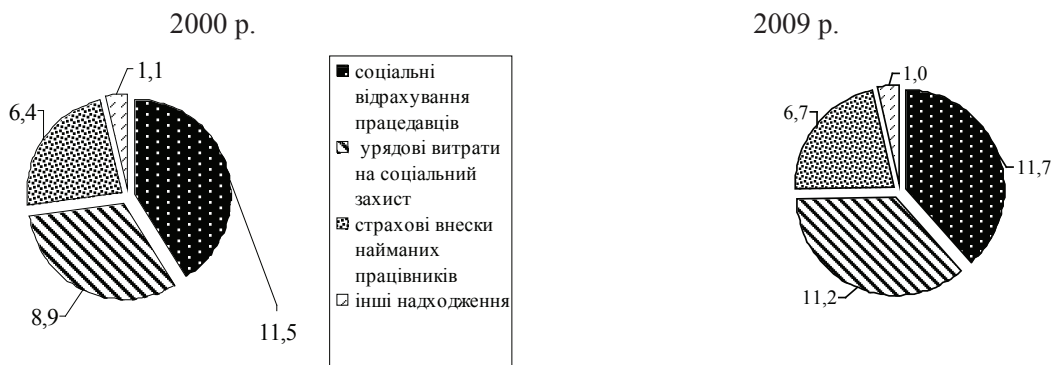 2000 р.
1,1
6,4
8,9
11,5
соціальні
відрахування
працедавців
урядові витрати
на соціальний
захист
страхові внески
найманих
працівників
інші надходження
2009 р.
1,0
6,7
11,7
11,2